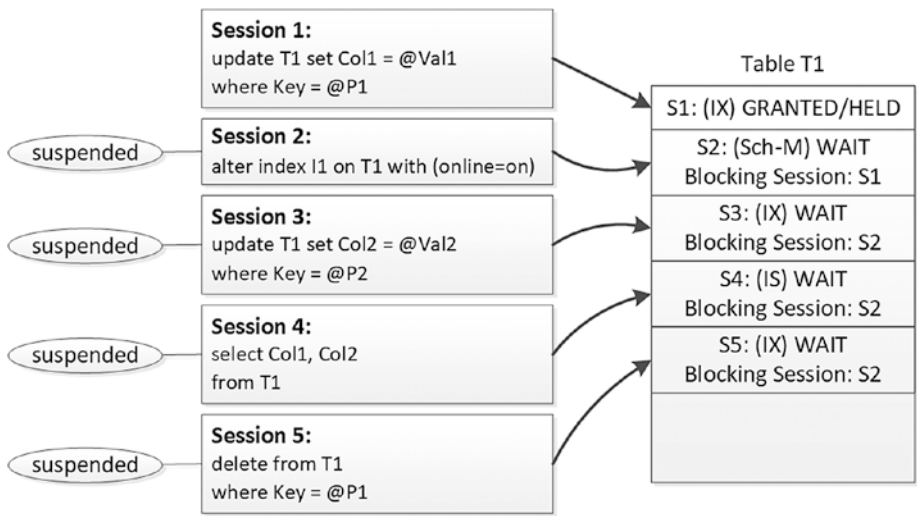 Session 1:
update T1 set Col1 = @Val1
where Key = @P1
suspended
Session 2:
alter index I1 on T1 with (online=on)
suspended
Session 3:
update T1 set Col2 = @Val2
where Key = @P2
suspended
Session 4:
select Col1, Col2
from T1
suspended
Session 5:
delete from T1
where Key = @P1
Table T1
S1: (IX) GRANTED/HELD
S2: (Sch-M) WAIT
Blocking Session: S1
S3: (IX) WAIT
Blocking Session: S2
S4: (IS) WAIT
Blocking Session: S2
S5: (IX) WAIT
Blocking Session: S2